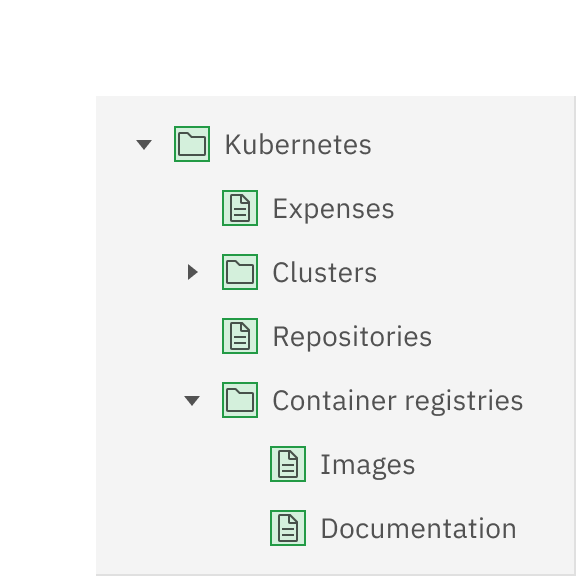 Kubernetes
Expenses
Clusters
Repositories
Container registries
Images
Documentation